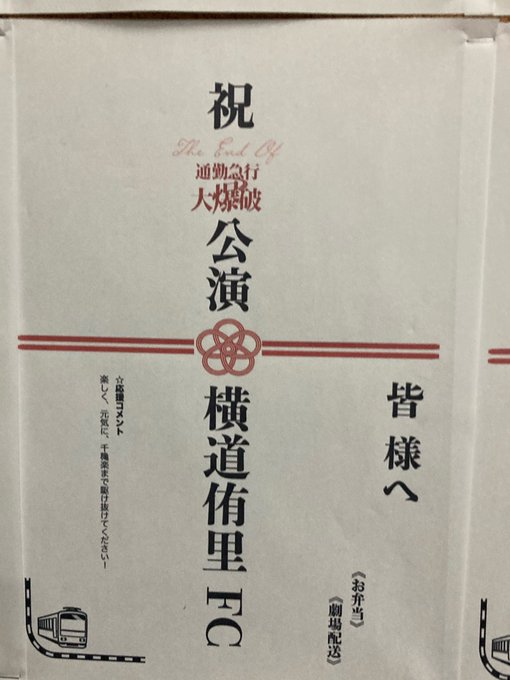 皆様へ
《お弁当》
《劇場配送》
祝
The End Of
通勤急行
大爆破
公演
横道侑里FC
☆応援コメント
楽しく、元気に、千穐楽まで駆け抜けてください！